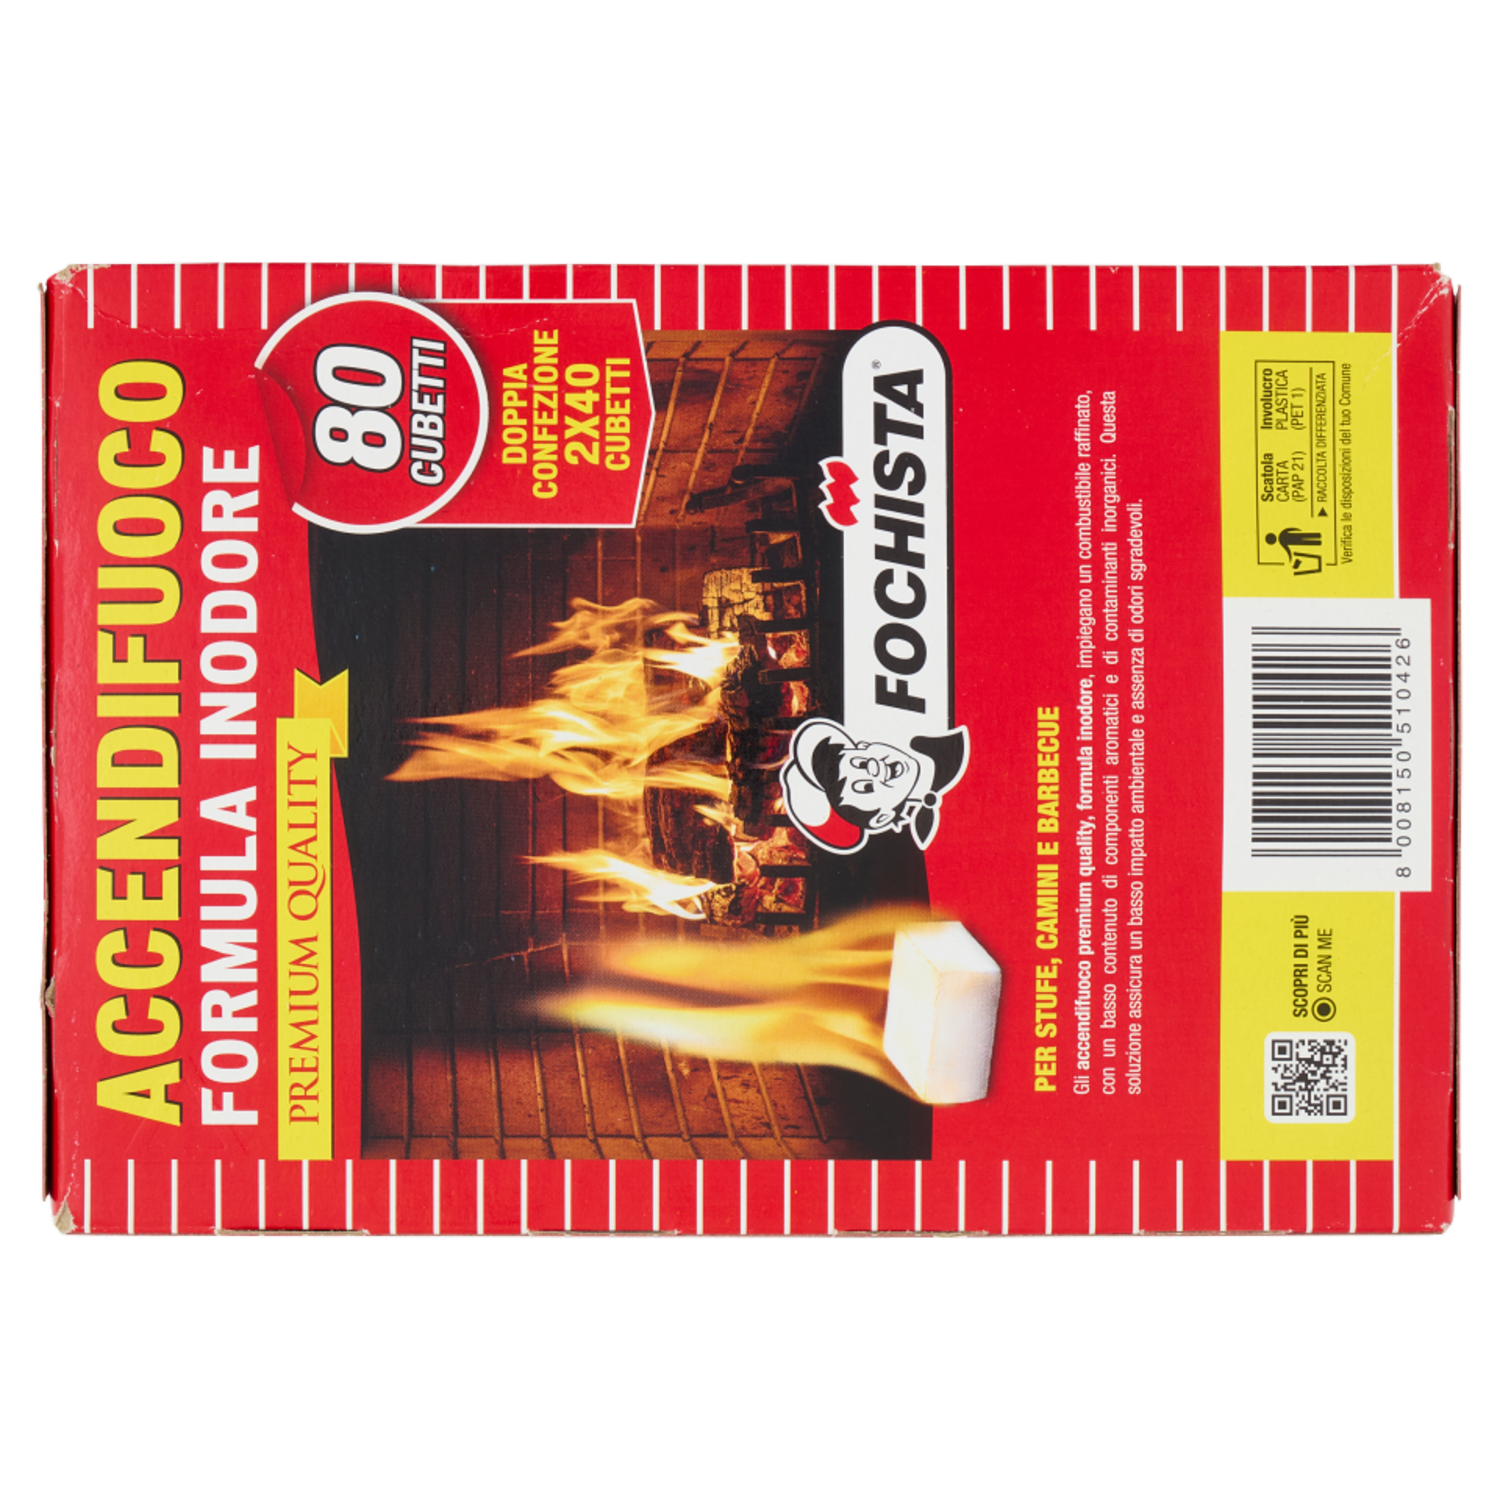 ACCENDIFUOCO
FORMULA INODORE
PREMIUM QUALITY
80
CUBETTI
DOPPIA
CONFEZIONE
2X40
CUBETTI
FOCHISTA®
PER STUFE, CAMINI E BARBECUE
Gli accendifuoco premium quality, formula inodore, impiegano un combustibile raffinato,
con un basso contenuto di componenti aromatici e di contaminanti inorganici. Questa
soluzione assicura un basso impatto ambientale e assenza di odori sgradevoli.
SCOPRI DI PIÙ
SCAN ME
8 008150 510426
Scatola Involucro
CARTA PLASTICA
(PAP 21) (PET 1)
▶ RACCOLTA DIFFERENZIATA
Verifica le disposizioni del tuo Comune